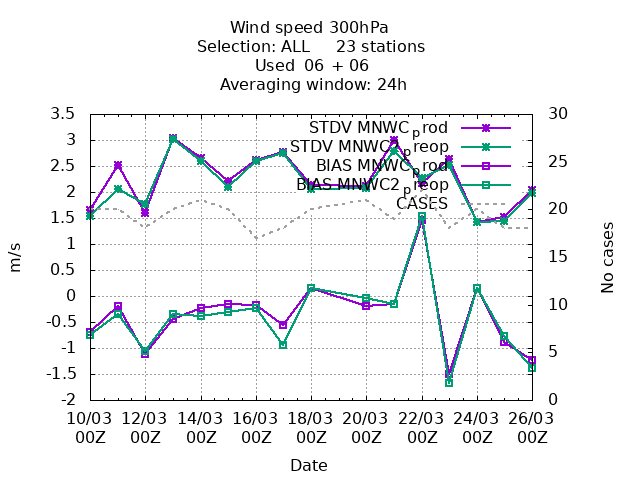 Wind speed 300hPa
Selection: ALL 23 stations
Used 06 + 06
Averaging window: 24h
3.5
3
2.5
2
1.5
1
0.5
0
-0.5
-1
-1.5
-2
m/s
STDV MNWC_prod
STDV MNWC2_preop
BIAS MNWC_prod
BIAS MNWC2_preop
CASES
30
25
20
15
10
5
0
No cases
10/03 12/03 14/03 16/03 18/03 20/03 22/03 24/03 26/03
00Z 00Z 00Z 00Z 00Z 00Z 00Z 00Z 00Z
Date